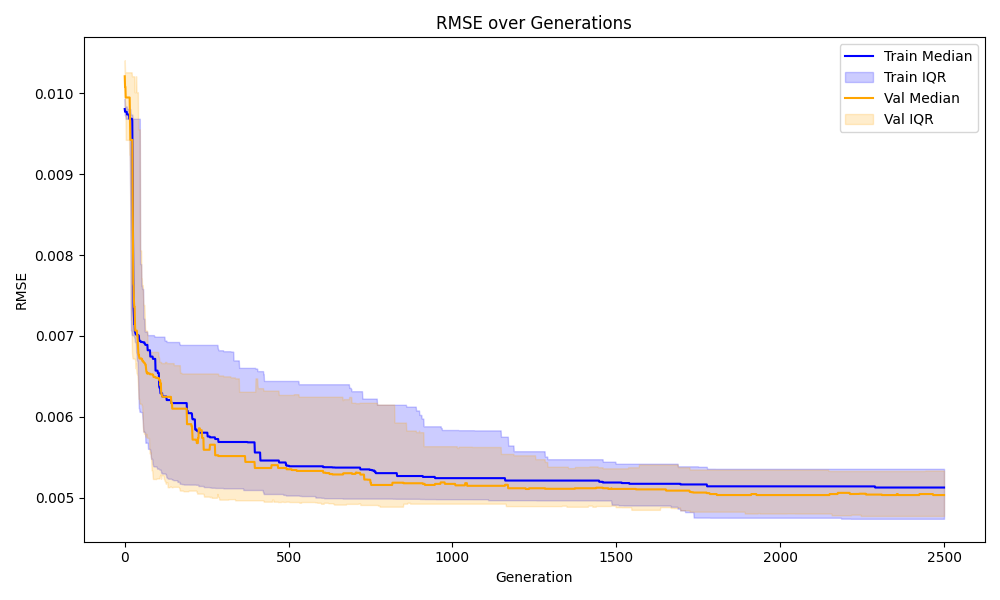 RMSE over Generations
Train Median
Train IQR
Val Median
Val IQR
RMSE
0.010
0.009
0.008
0.007
0.006
0.005
0
500
1000
1500
2000
2500
Generation